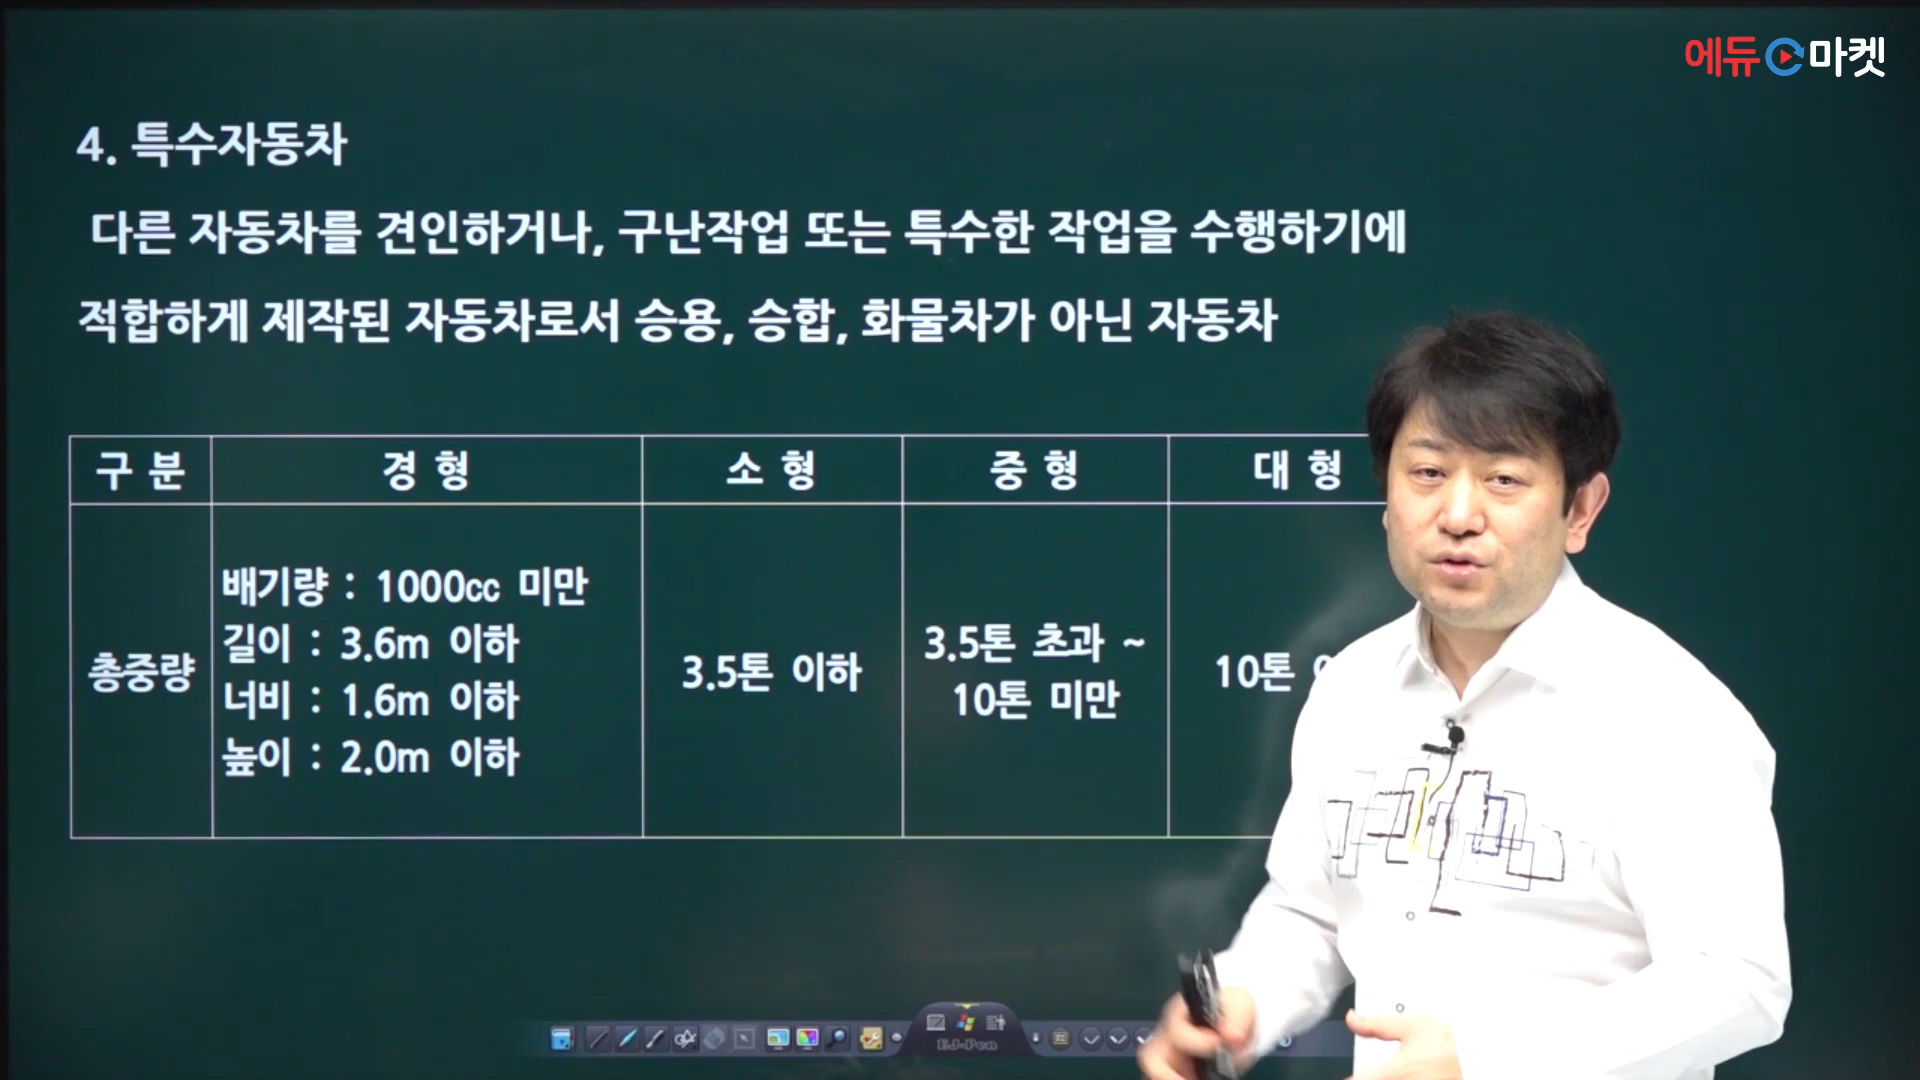 에듀 마켓
4. 특수자동차
다른 자동차를 견인하거나, 구난작업 또는 특수한 작업을 수행하기에
적합하게 제작된 자동차로서 승용, 승합, 화물차가 아닌 자동차
구 분 경 형 소 형 중 형 대 형
총중량
배기량 : 1000cc 미만
길이 : 3.6m 이하
너비 : 1.6m 이하
높이 : 2.0m 이하
3.5톤 이하
3.5톤 초과 ~
10톤 미만
10톤
EJ-Pen